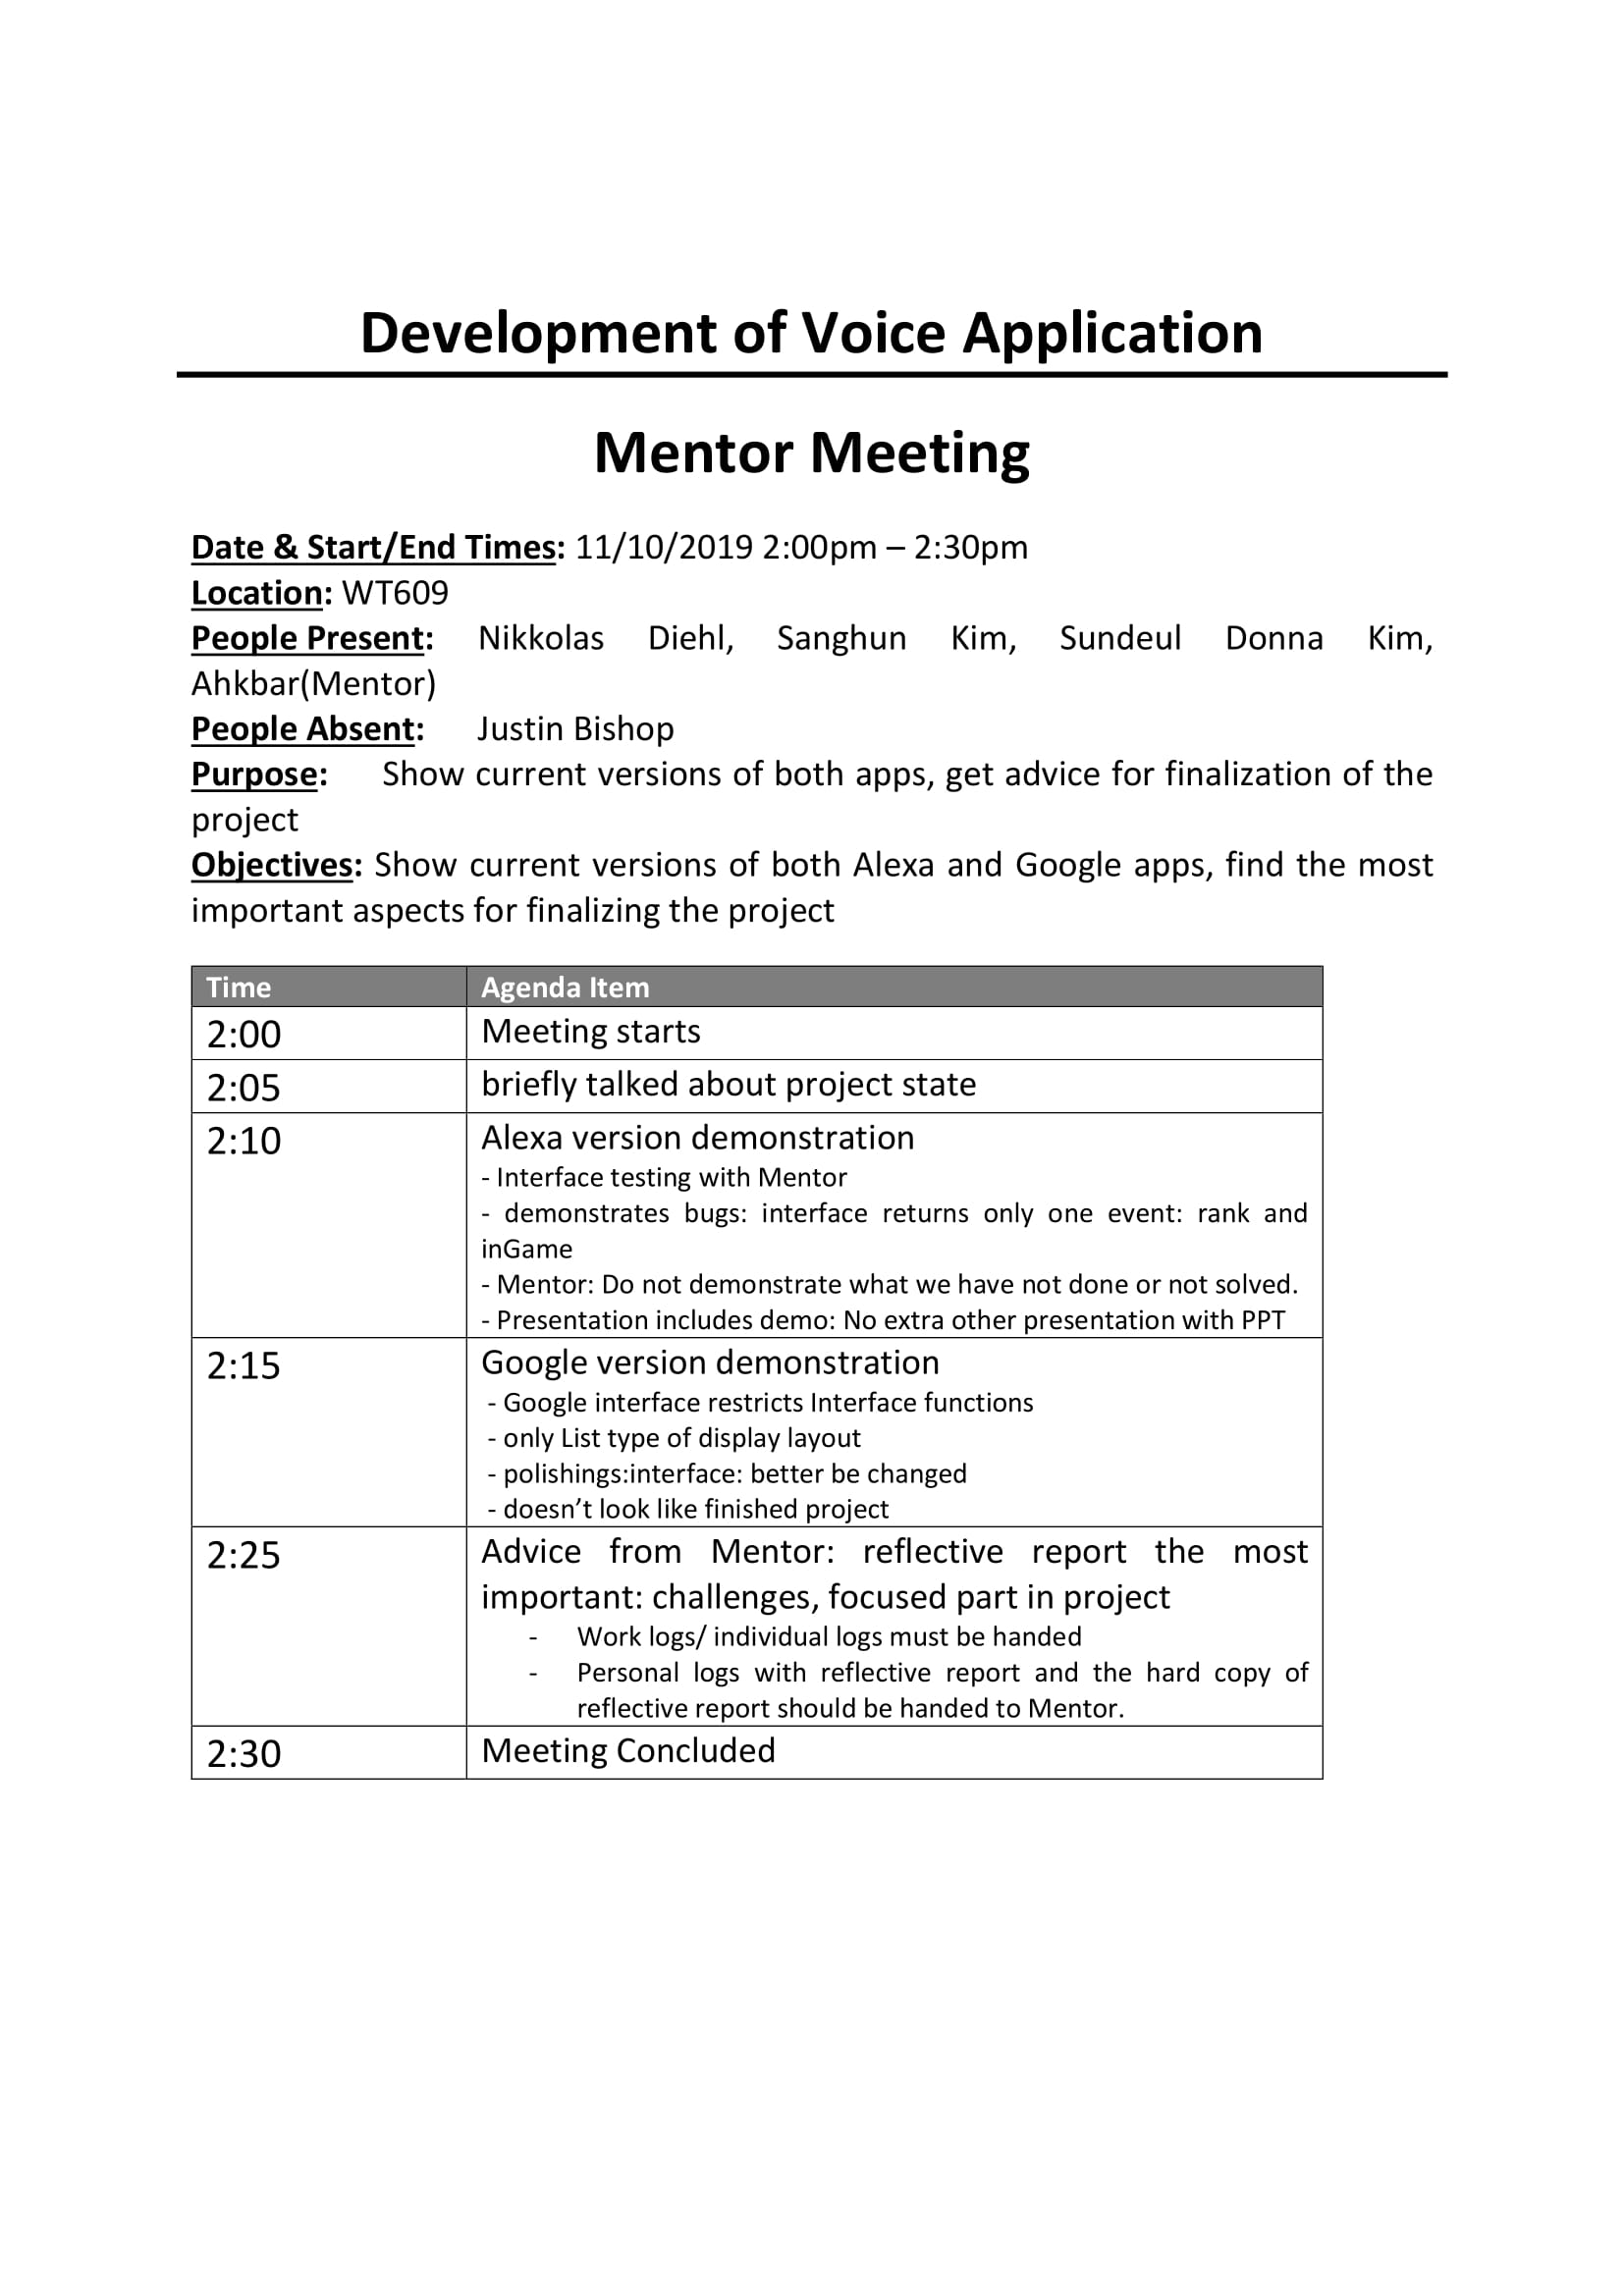 Development of Voice Application
Mentor Meeting
Date & Start/End Times: 11/10/2019 2:00pm – 2:30pm
Location: WT609
People Present: Nikkolas Diehl, Sanghun Kim, Sundeul Donna Kim,
Ahkbar(Mentor)
People Absent: Justin Bishop
Purpose: Show current versions of both apps, get advice for finalization of the
project
Objectives: Show current versions of both Alexa and Google apps, find the most
important aspects for finalizing the project
Time Agenda Item
2:00 Meeting starts
2:05 briefly talked about project state
2:10 Alexa version demonstration
- Interface testing with Mentor
- demonstrates bugs: interface returns only one event: rank and
inGame
- Mentor: Do not demonstrate what we have not done or not solved.
- Presentation includes demo: No extra other presentation with PPT
2:15 Google version demonstration
- Google interface restricts Interface functions
- only List type of display layout
- polishings:interface: better be changed
- doesn’t look like finished project
2:25 Advice from Mentor: reflective report the most
important: challenges, focused part in project
- Work logs/ individual logs must be handed
- Personal logs with reflective report and the hard copy of
reflective report should be handed to Mentor.
2:30 Meeting Concluded